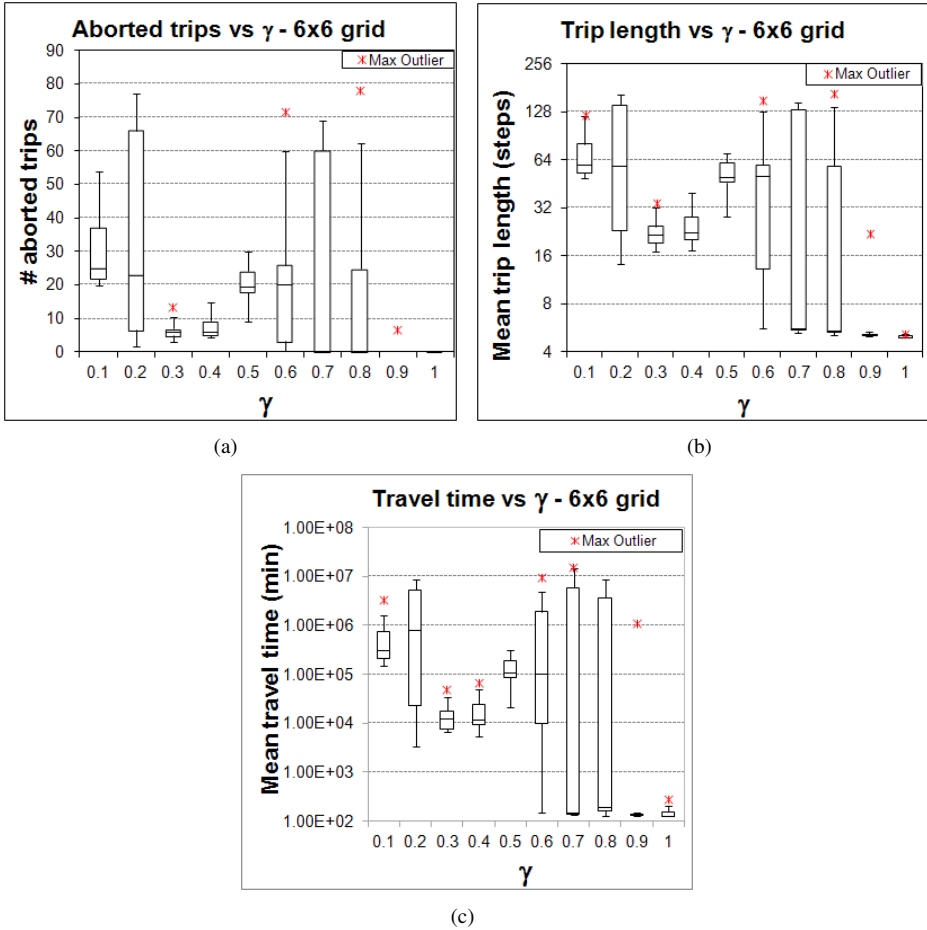 Aborted trips vs γ - 6x6 grid
Max Outlier
90
80
70
60
50
40
30
20
10
0
# aborted trips
0.1 0.2 0.3 0.4 0.5 0.6 0.7 0.8 0.9 1
γ
(a)
Trip length vs γ - 6x6 grid
Max Outlier
256
128
64
32
16
8
4
Mean trip length (steps)
0.1 0.2 0.3 0.4 0.5 0.6 0.7 0.8 0.9 1
γ
(b)
Travel time vs γ - 6x6 grid
Max Outlier
1.00E+08
1.00E+07
1.00E+06
1.00E+05
1.00E+04
1.00E+03
1.00E+02
Mean travel time (min)
0.1 0.2 0.3 0.4 0.5 0.6 0.7 0.8 0.9 1
γ
(c)